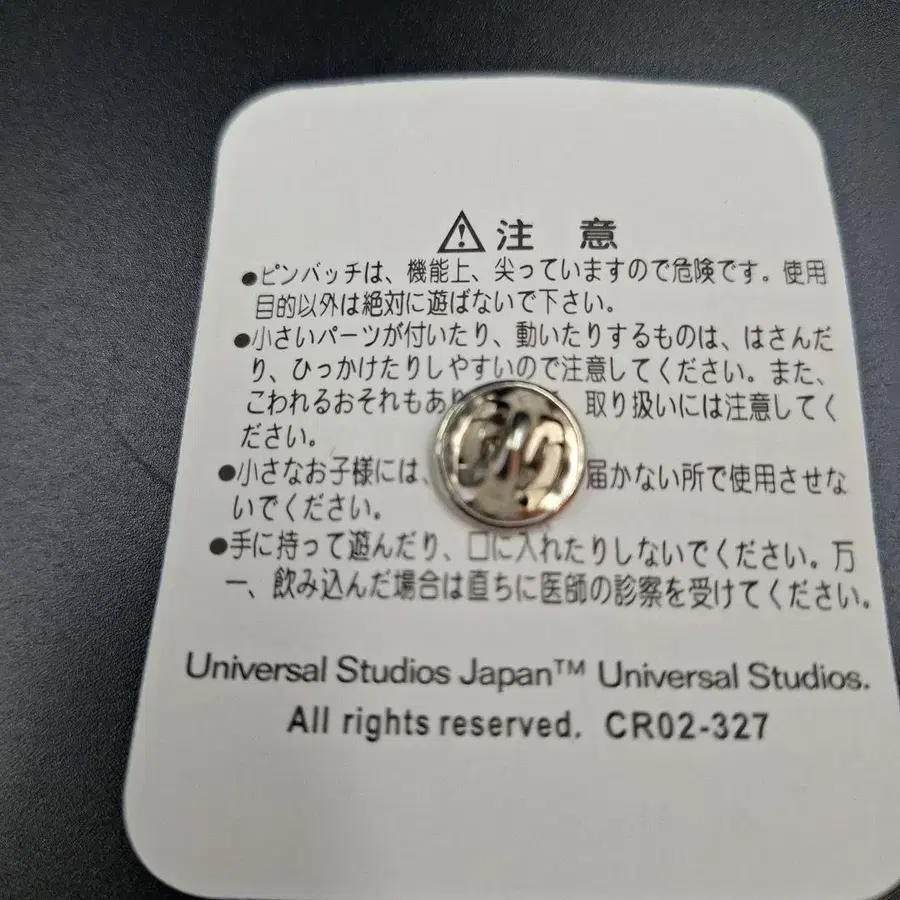 注 意
●ピンバッチは、機能上、尖っていますので危険です。使用
目的以外は絶対に遊ばないで下さい。
●小さいパーツが付いたり、動いたりするものは、はさんだ
り、ひっかけたりしやすいので注意してください。また、
こわれるおそれもあり 取り扱いには注意してく
ださい。
●小さなお子様には、 届かない所で使用させな
いでください。
●手に持って遊んだり、口に入れたりしないでください。万
一、飲み込んだ場合は直ちに医師の診察を受けてください。
Universal Studios Japan™ Universal Studios.
All rights reserved. CR02-327